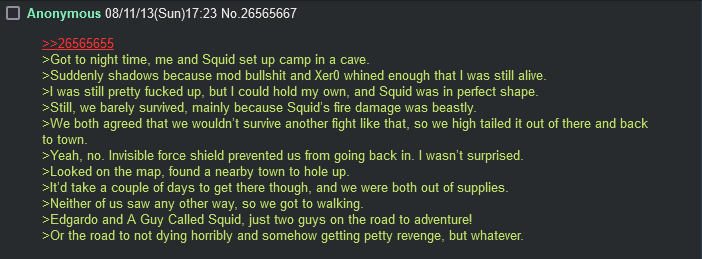 Anonymous 08/11/13(Sun)17:23 No.26565667
>>26565655
>Got to night time, me and Squid set up camp in a cave.
>Suddenly shadows because mod bullshit and Xer0 whined enough that I was still alive.
>I was still pretty fucked up, but I could hold my own, and Squid was in perfect shape.
>Still, we barely survived, mainly because Squid's fire damage was beastly.
>We both agreed that we wouldn't survive another fight like that, so we high tailed it out of there and back
to town.
>Yeah, no. Invisible force shield prevented us from going back in. I wasn't surprised.
>Looked on the map, found a nearby town to hole up.
>It'd take a couple of days to get there though, and we were both out of supplies.
>Neither of us saw any other way, so we got to walking.
>Edgardo and A Guy Called Squid, just two guys on the road to adventure!
>Or the road to not dying horribly and somehow getting petty revenge, but whatever.